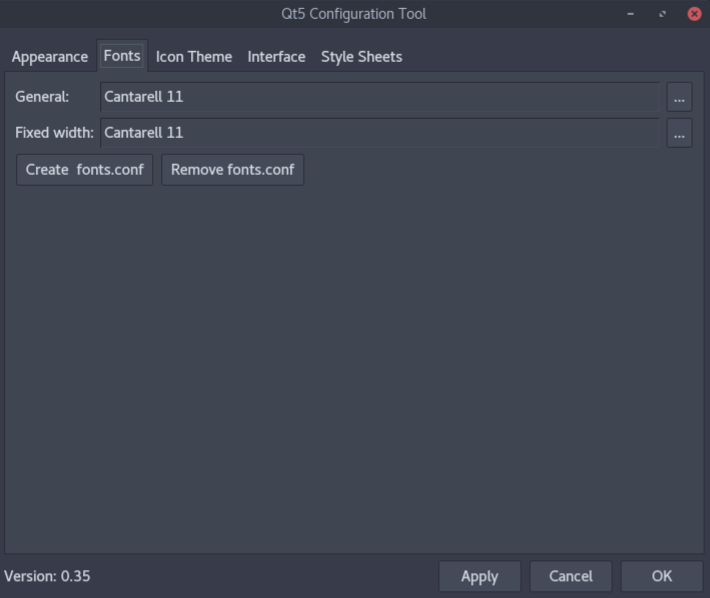 Qt5 Configuration Tool
Appearance Fonts Icon Theme Interface Style Sheets
General: Cantarell 11 ...
Fixed width: Cantarell 11 ...
Create  fonts.conf Remove fonts.conf
Version: 0.35 Apply Cancel OK